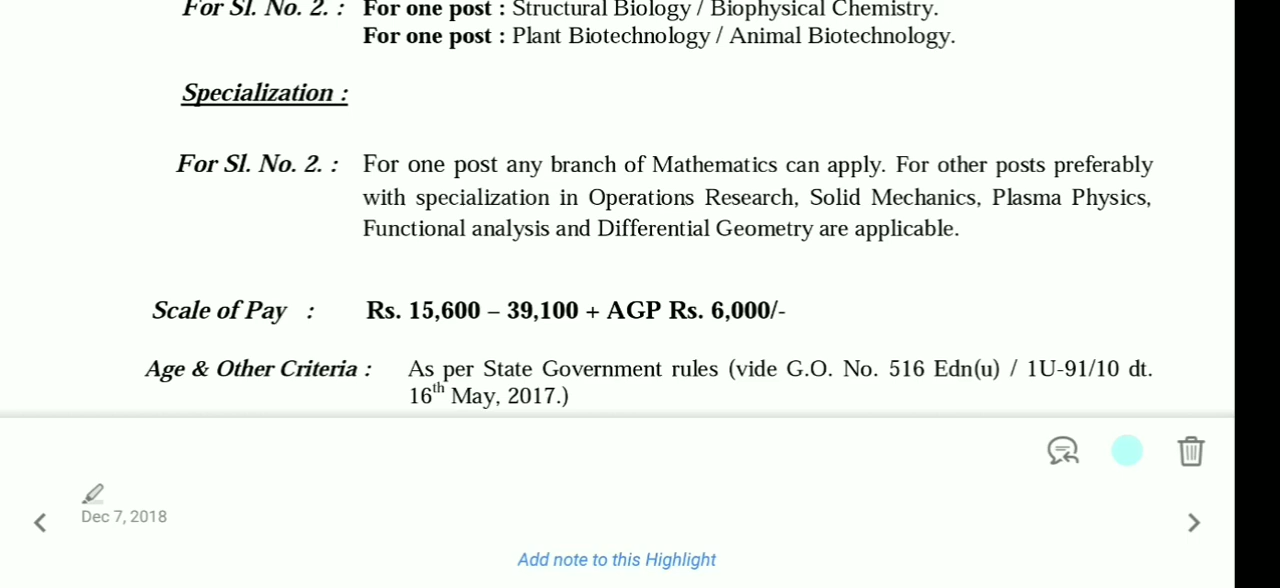 For Sl. No. 2. : For one post : Structural Biology / Biophysical Chemistry.
For one post : Plant Biotechnology / Animal Biotechnology.
Specialization :
For Sl. No. 2. : For one post any branch of Mathematics can apply. For other posts preferably
with specialization in Operations Research, Solid Mechanics, Plasma Physics,
Functional analysis and Differential Geometry are applicable.
Scale of Pay : Rs. 15,600 – 39,100 + AGP Rs. 6,000/-
Age & Other Criteria : As per State Government rules (vide G.O. No. 516 Edn(u) / 1U-91/10 dt.
16th May, 2017.)
Dec 7, 2018
Add note to this Highlight